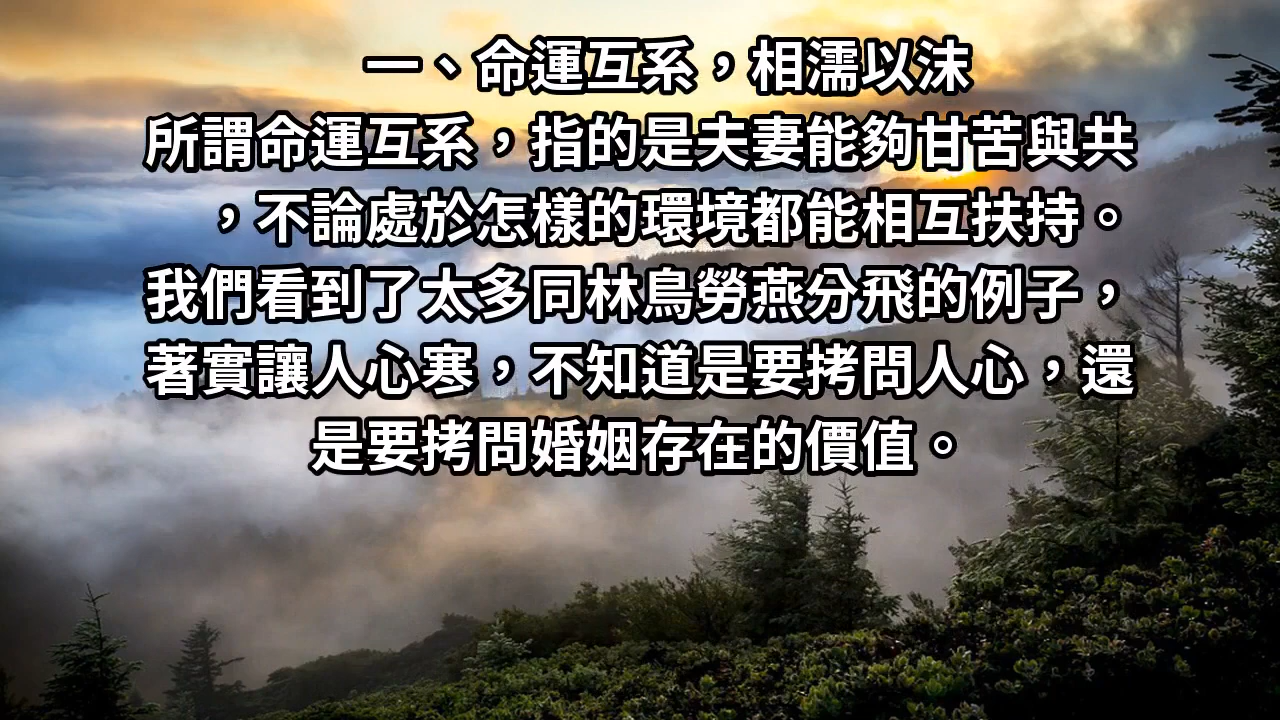 一、命運互系，相濡以沫
所謂命運互系，指的是夫妻能夠甘苦與共
，不論處於怎樣的環境都能相互扶持。
我們看到了太多同林鳥勞燕分飛的例子，
著實讓人心寒，不知道是要拷問人心，還
是要拷問婚姻存在的價值。